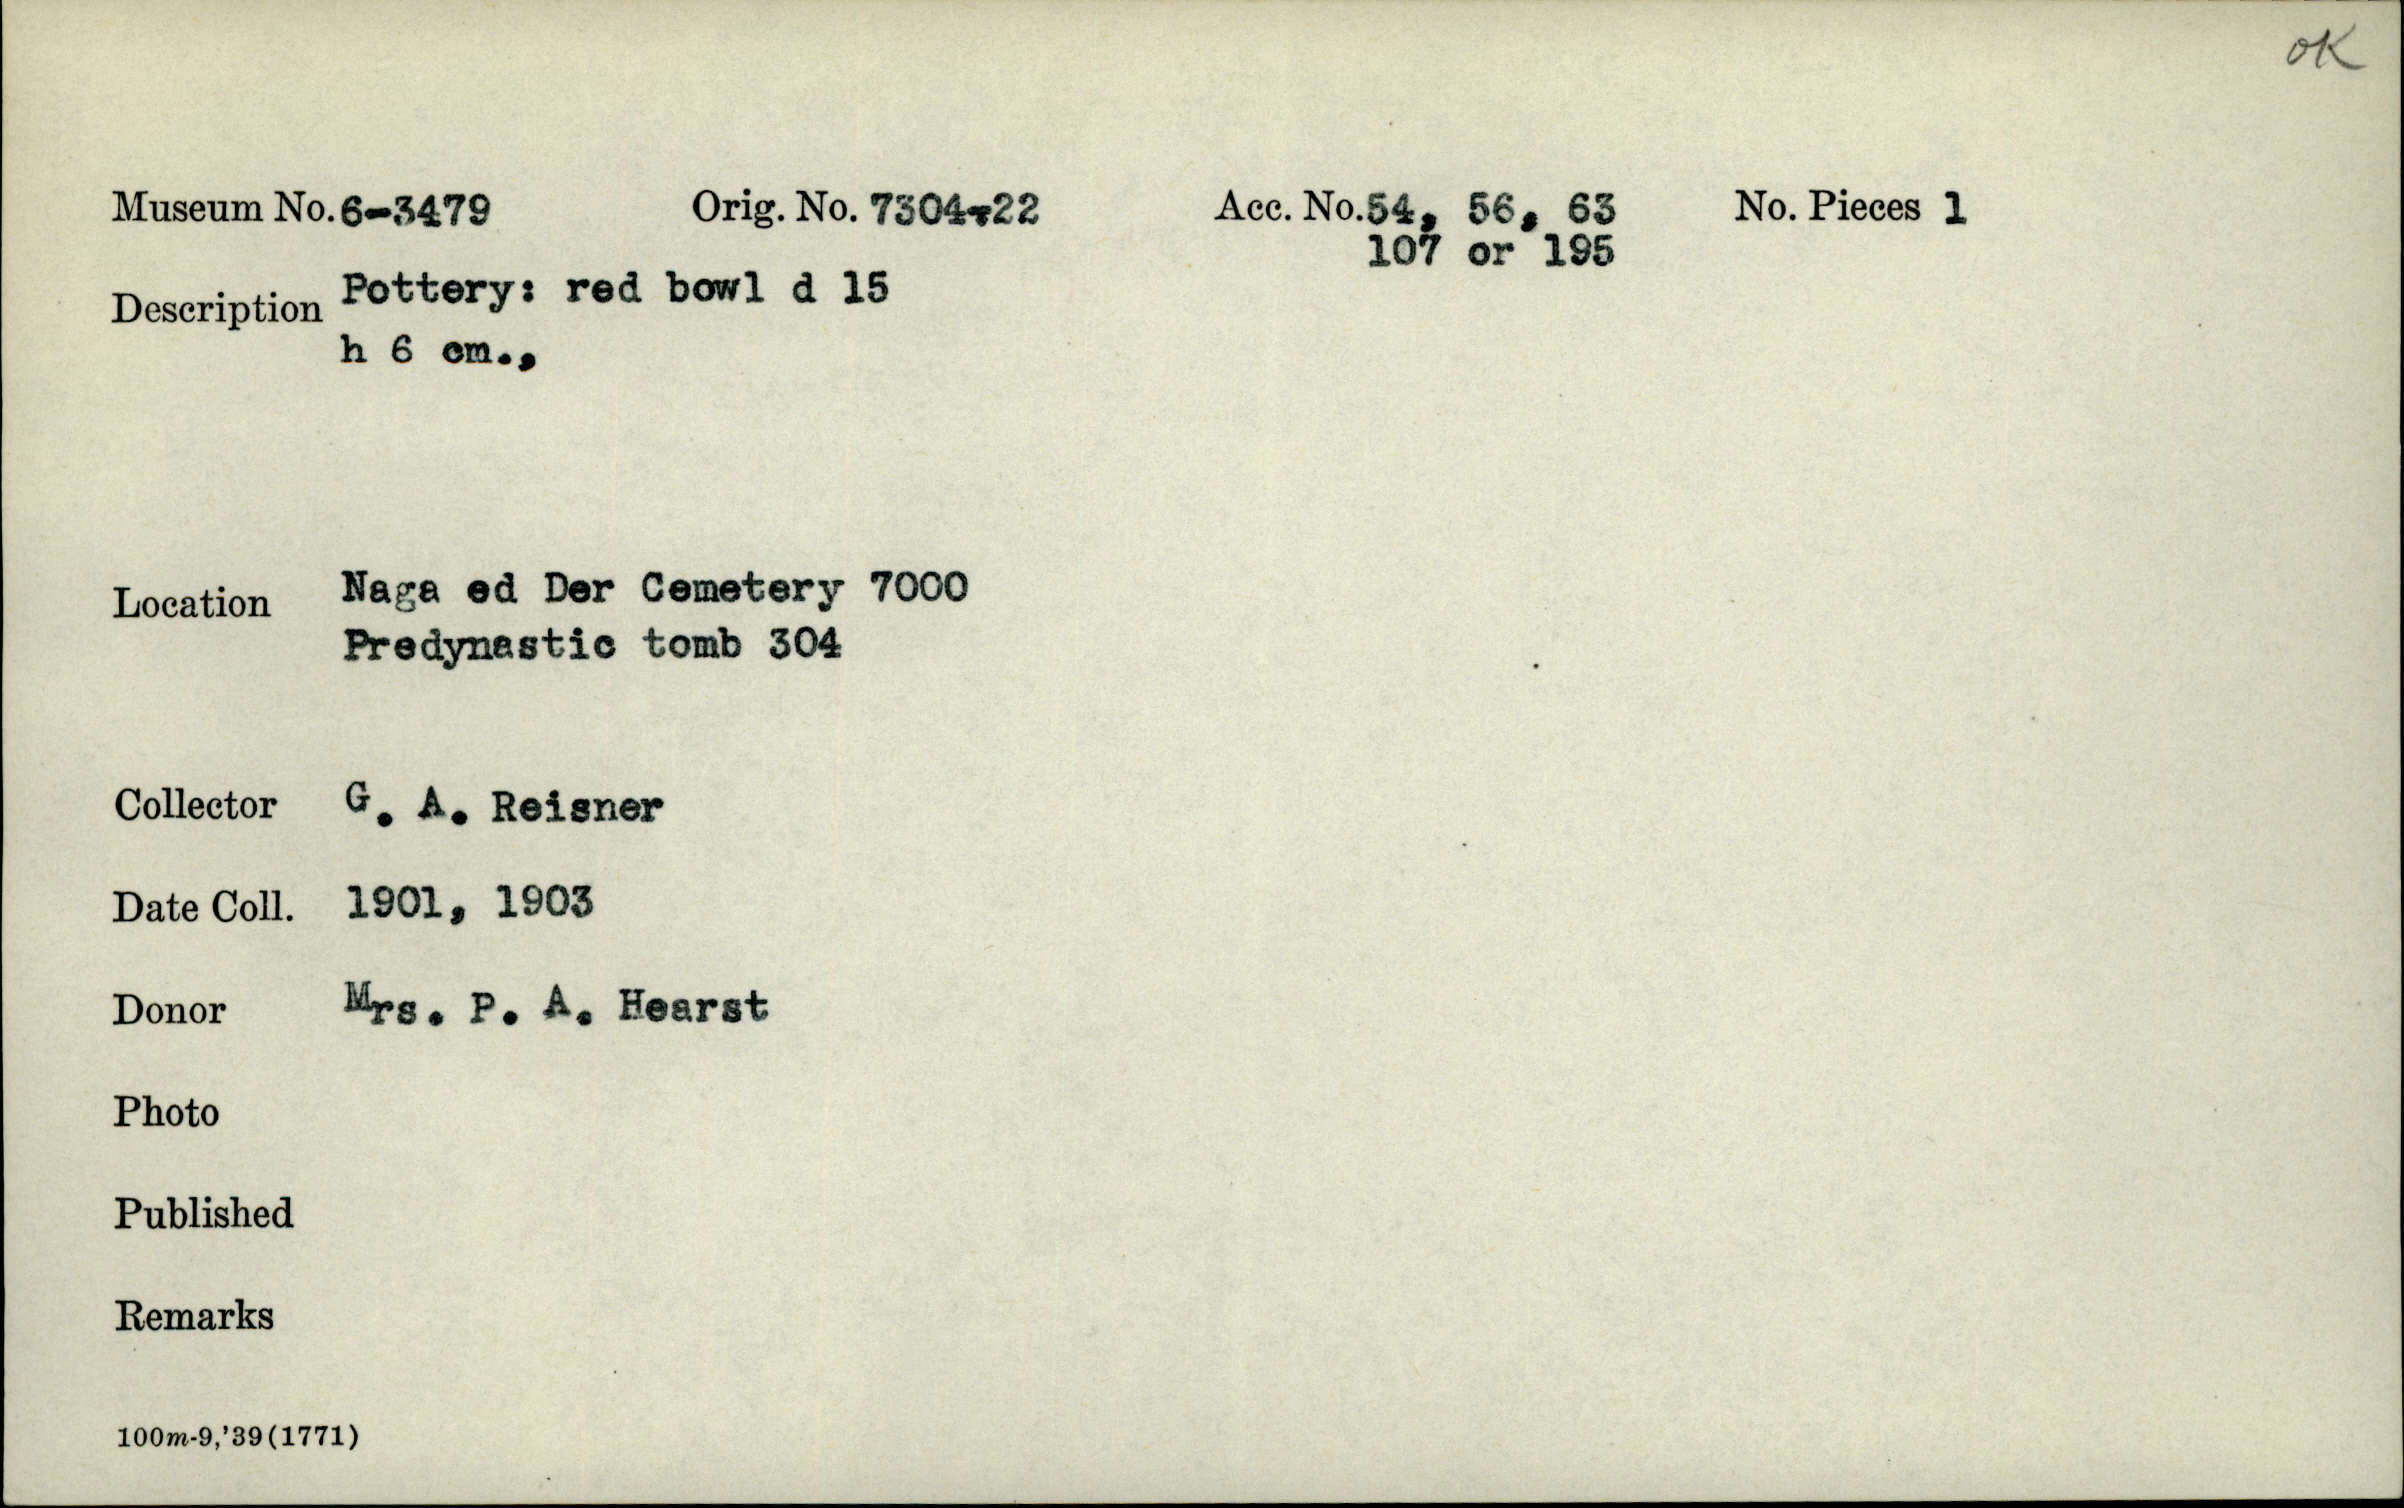 OK
Museum No. 6-3479 Orig. No. 7304-22 Acc. No. 54, 56, 63 No. Pieces 1
107 or 195
Description Pottery: red bowl d 15
h 6 cm.,
Location Naga ed Der Cemetery 7000
Predynastic tomb 304
Collector G. A. Reisner
Date Coll. 1901, 1903
Donor Mrs. P. A. Hearst
Photo
Published
Remarks
100m-9,'39(1771)